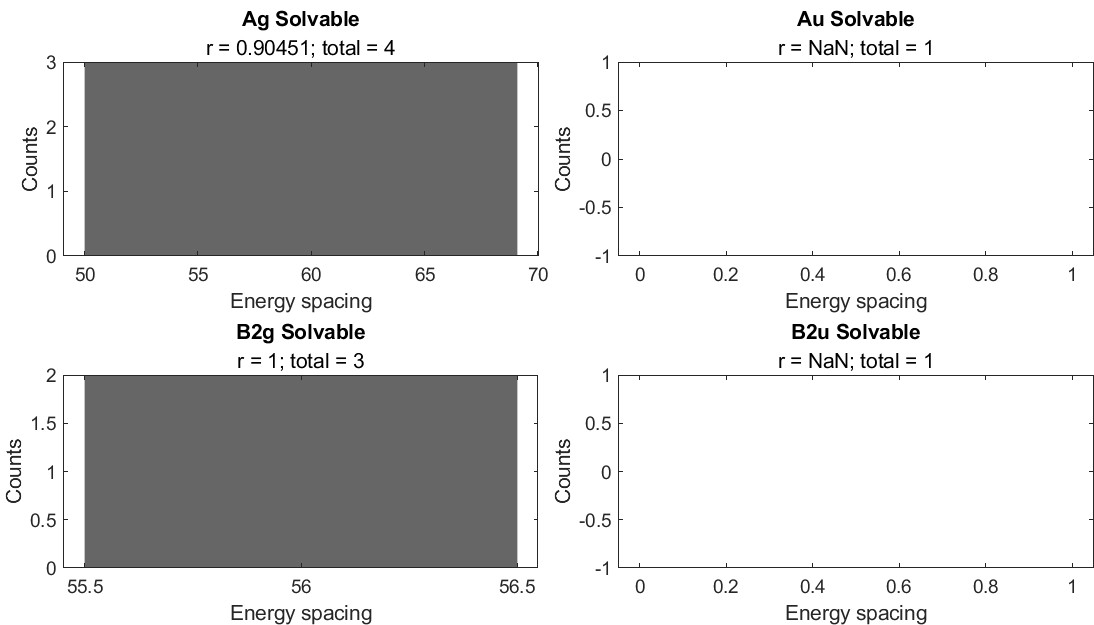 Ag Solvable
r = 0.90451; total = 4
3
2
1
0
Counts
50 55 60 65 70
Energy spacing
Au Solvable
r = NaN; total = 1
1
0.5
0
-0.5
-1
Counts
0 0.2 0.4 0.6 0.8 1
Energy spacing
B2g Solvable
r = 1; total = 3
2
1.5
1
0.5
0
Counts
55.5 56 56.5
Energy spacing
B2u Solvable
r = NaN; total = 1
1
0.5
0
-0.5
-1
Counts
0 0.2 0.4 0.6 0.8 1
Energy spacing